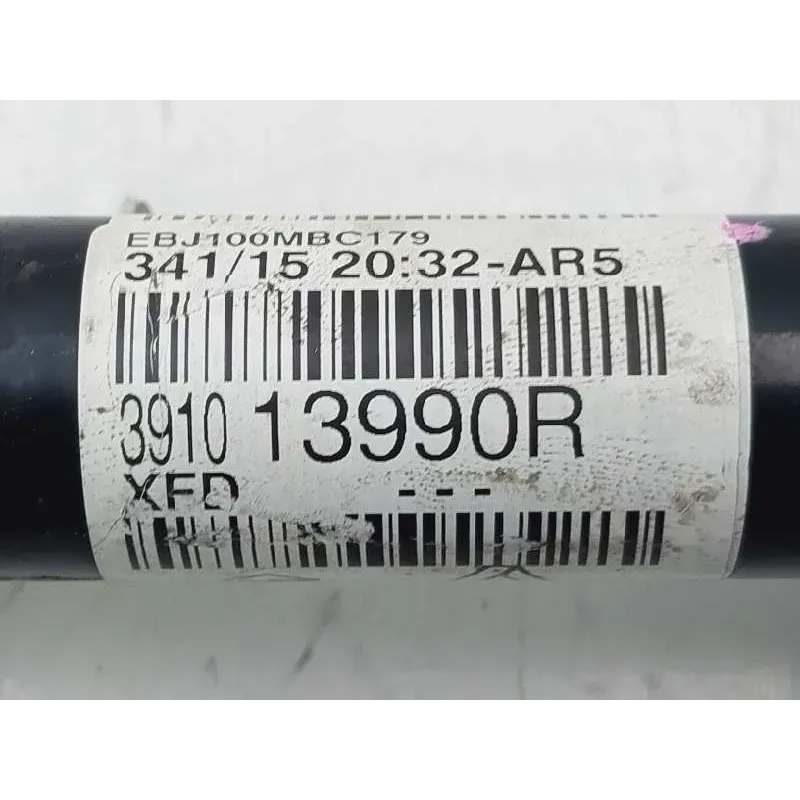 EBJ100MBC179
341/15 20:32-AR5
3910 13990R
XFD ---